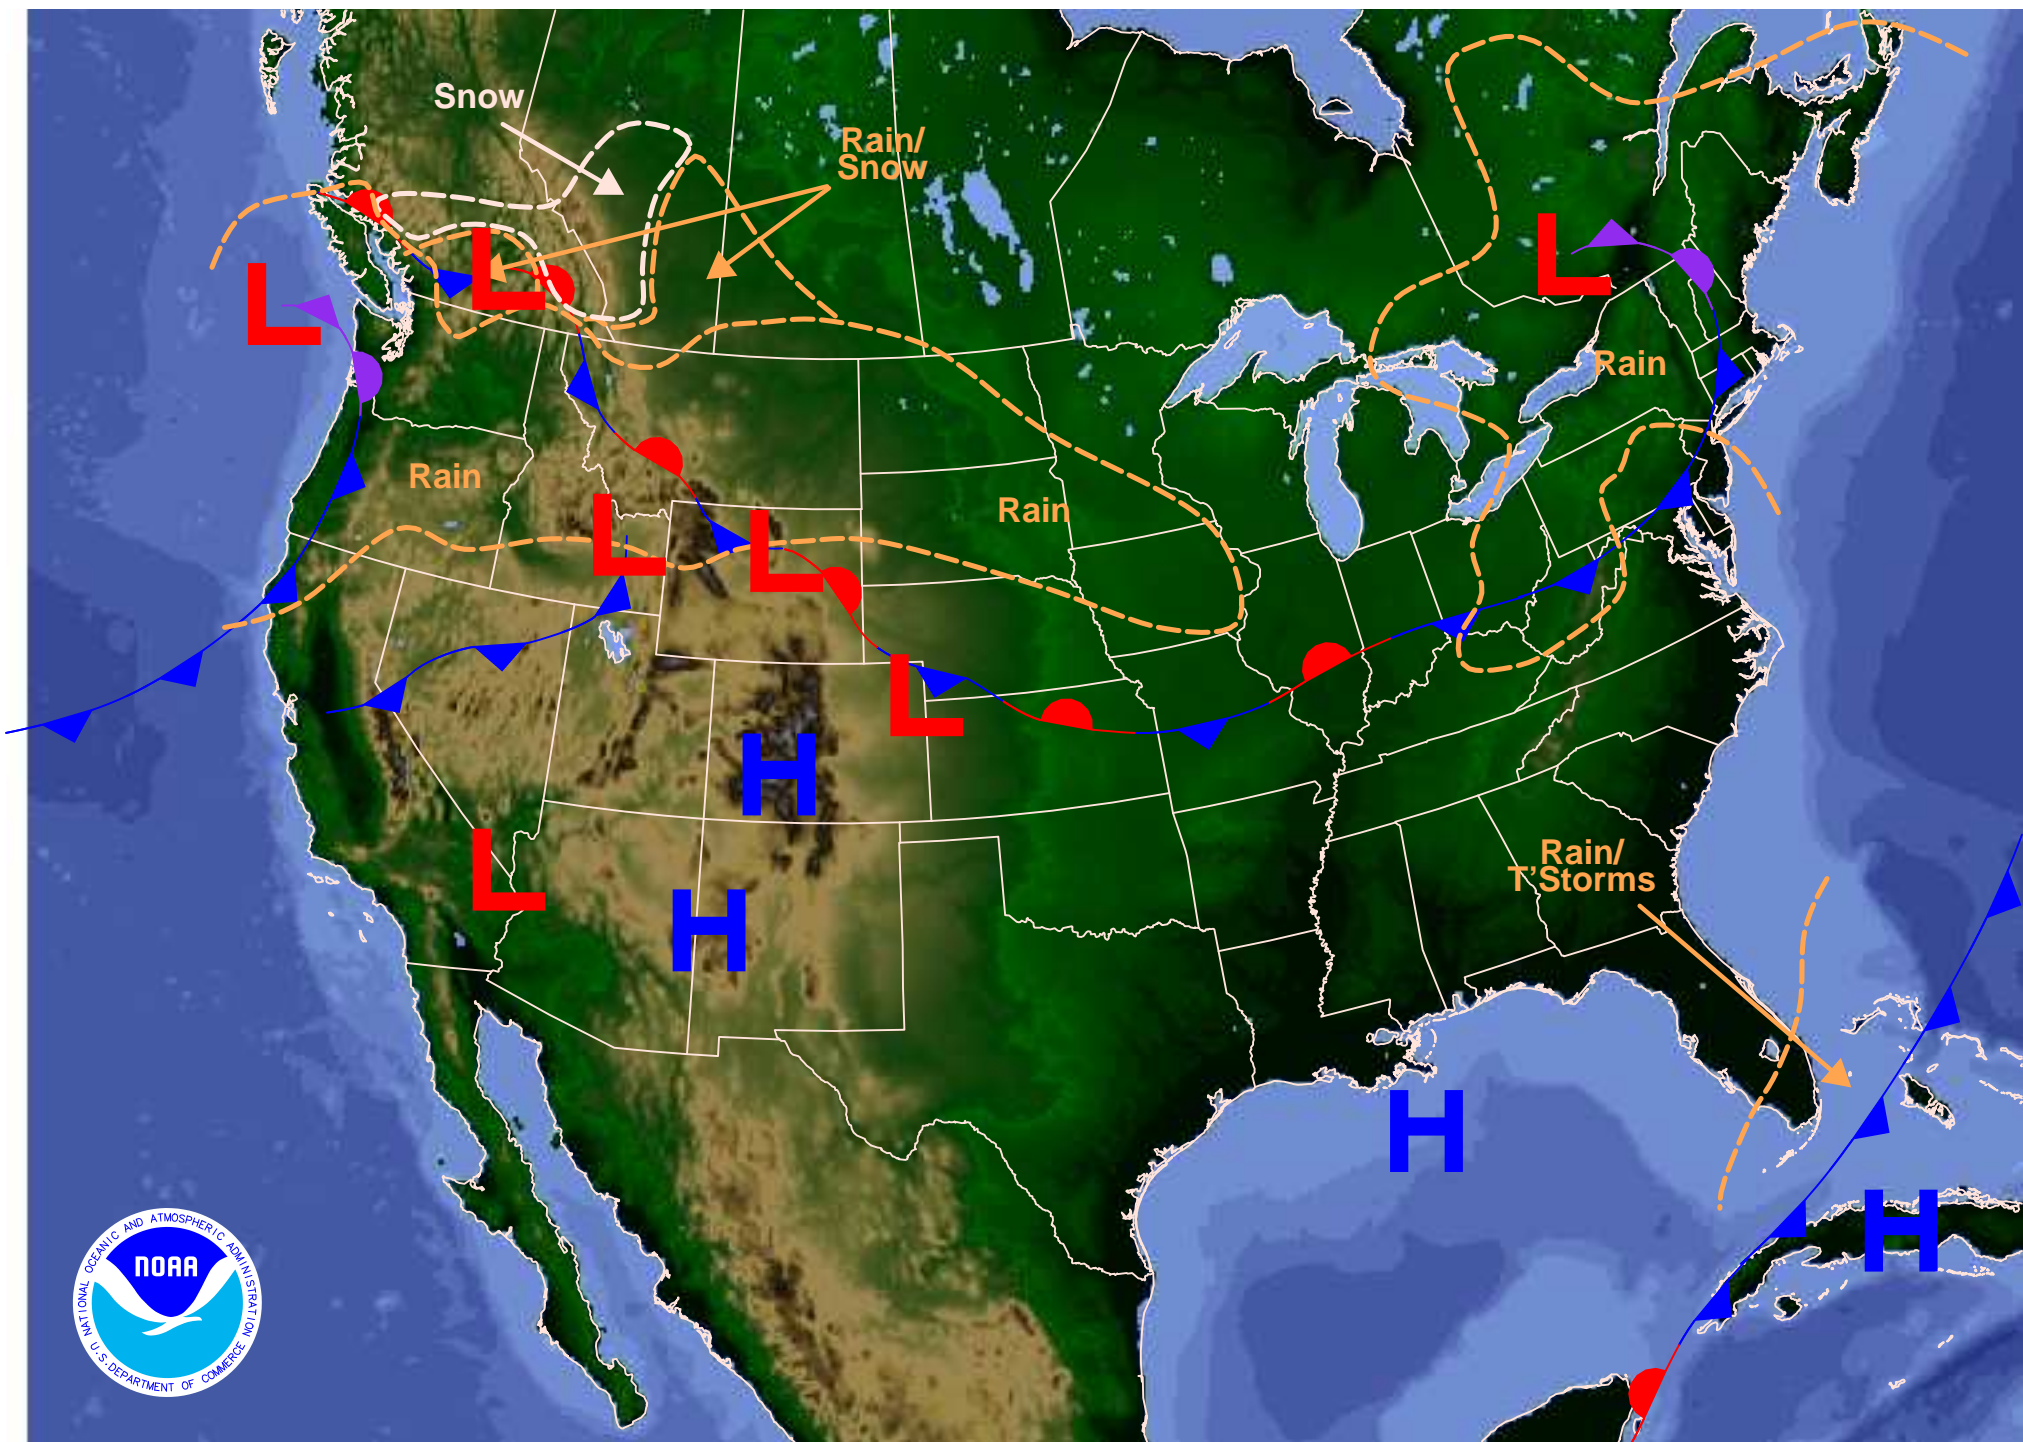 Snow
Rain/
Snow
L
L
L
Rain
Rain
Rain
L
L
L
H
L
H
Rain/
T'Storms
H
H
NATIONAL OCEANIC AND ATMOSPHERIC ADMINISTRATION
NOAA
U.S. DEPARTMENT OF COMMERCE